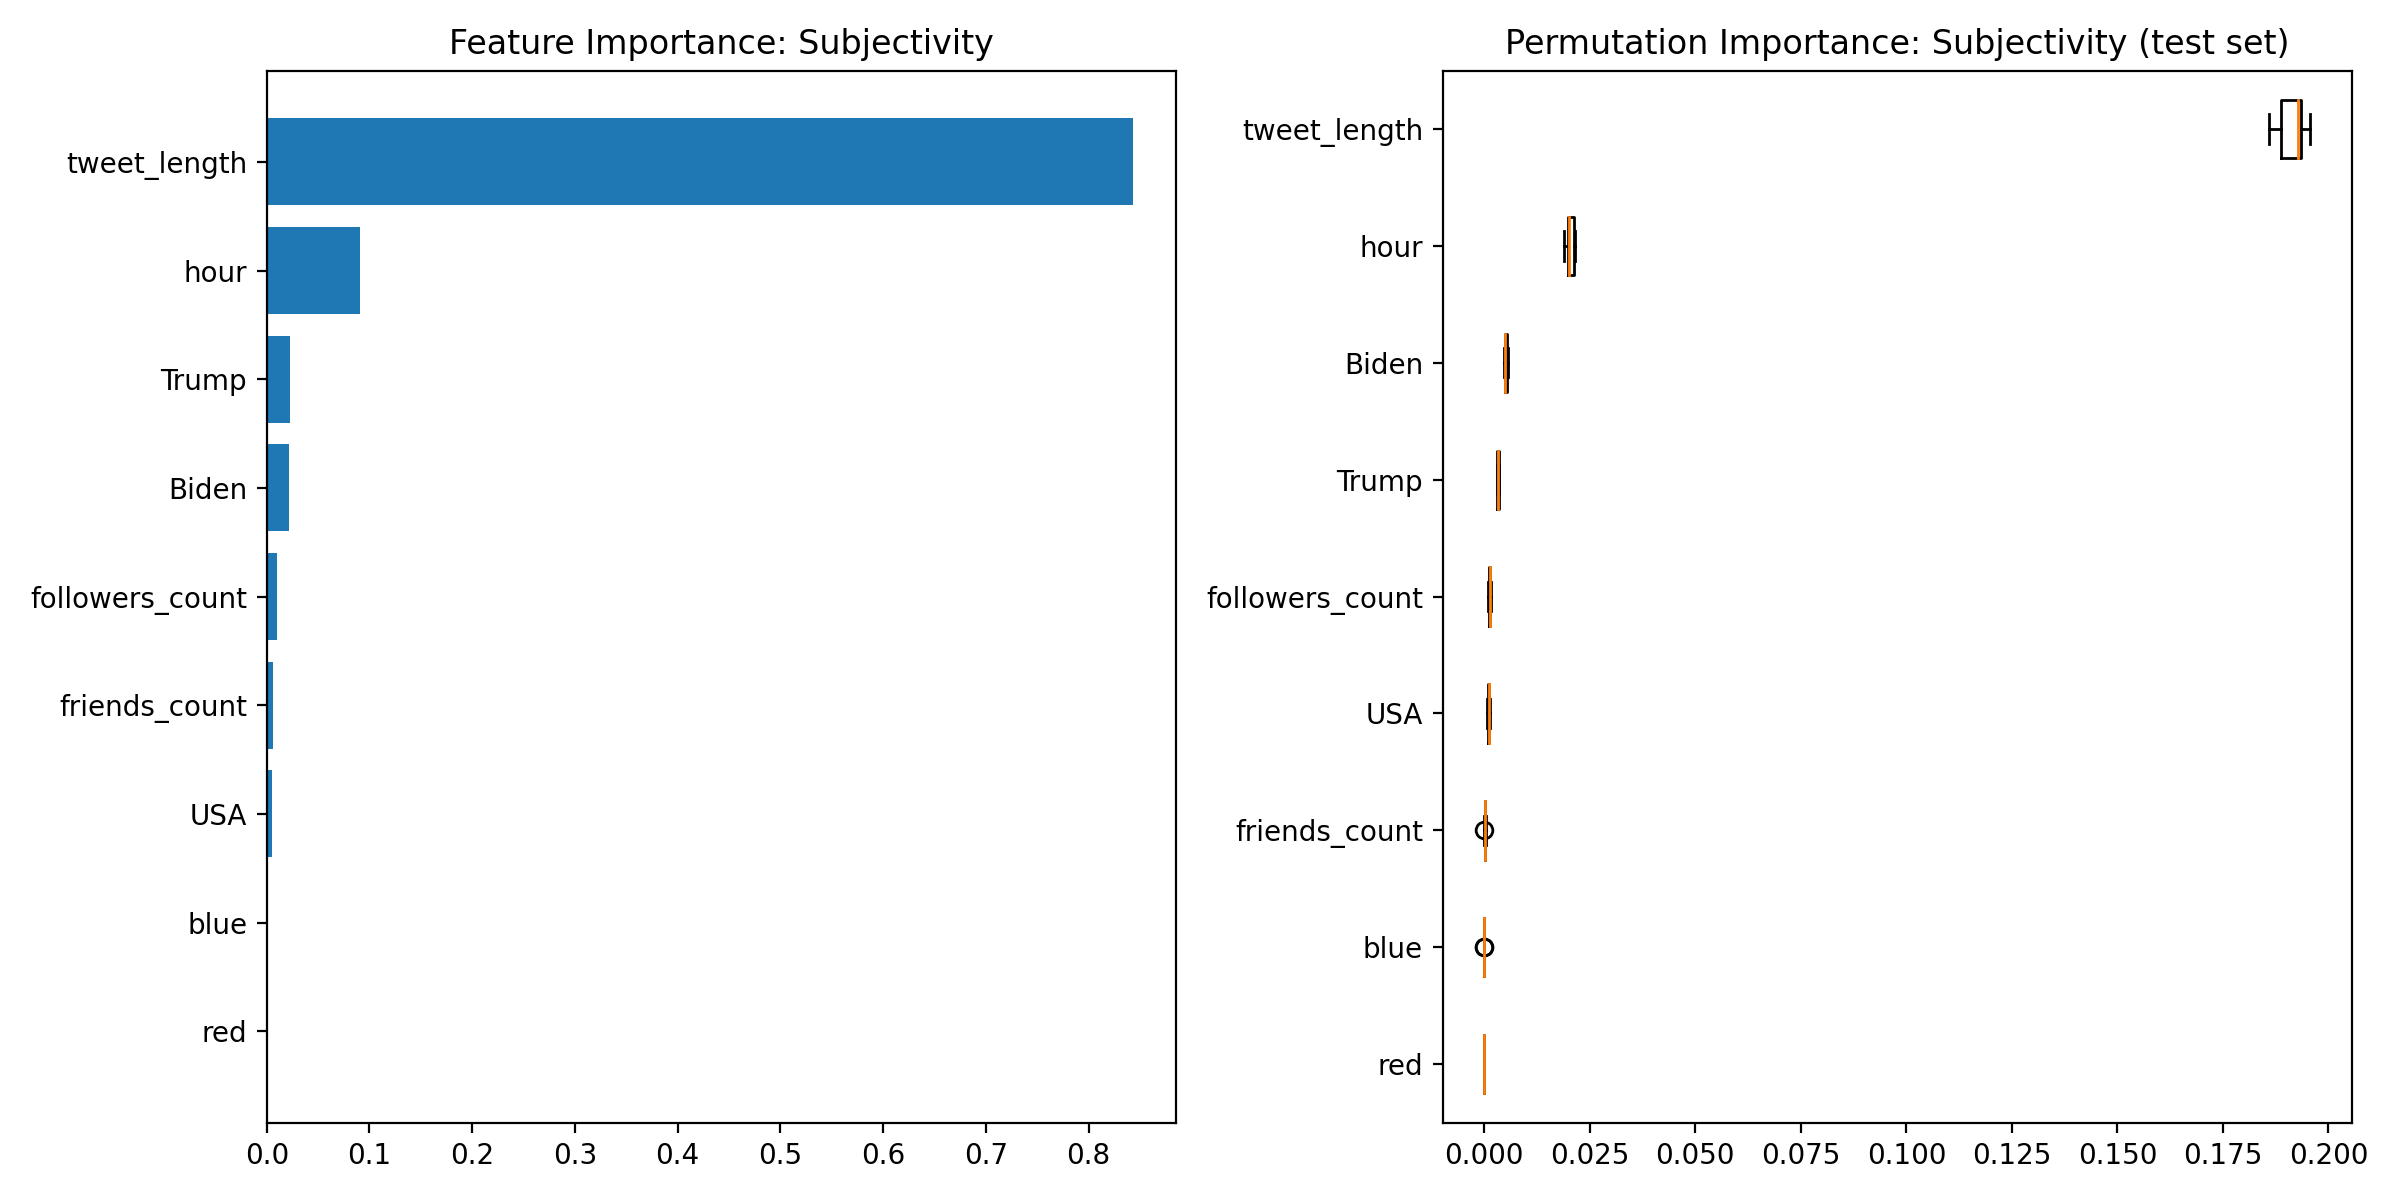 Feature Importance: Subjectivity
tweet_length
hour
Trump
Biden
followers_count
friends_count
USA
blue
red
0.0 0.1 0.2 0.3 0.4 0.5 0.6 0.7 0.8
Permutation Importance: Subjectivity (test set)
tweet_length
hour
Biden
Trump
followers_count
USA
friends_count
blue
red
0.000 0.025 0.050 0.075 0.100 0.125 0.150 0.175 0.200